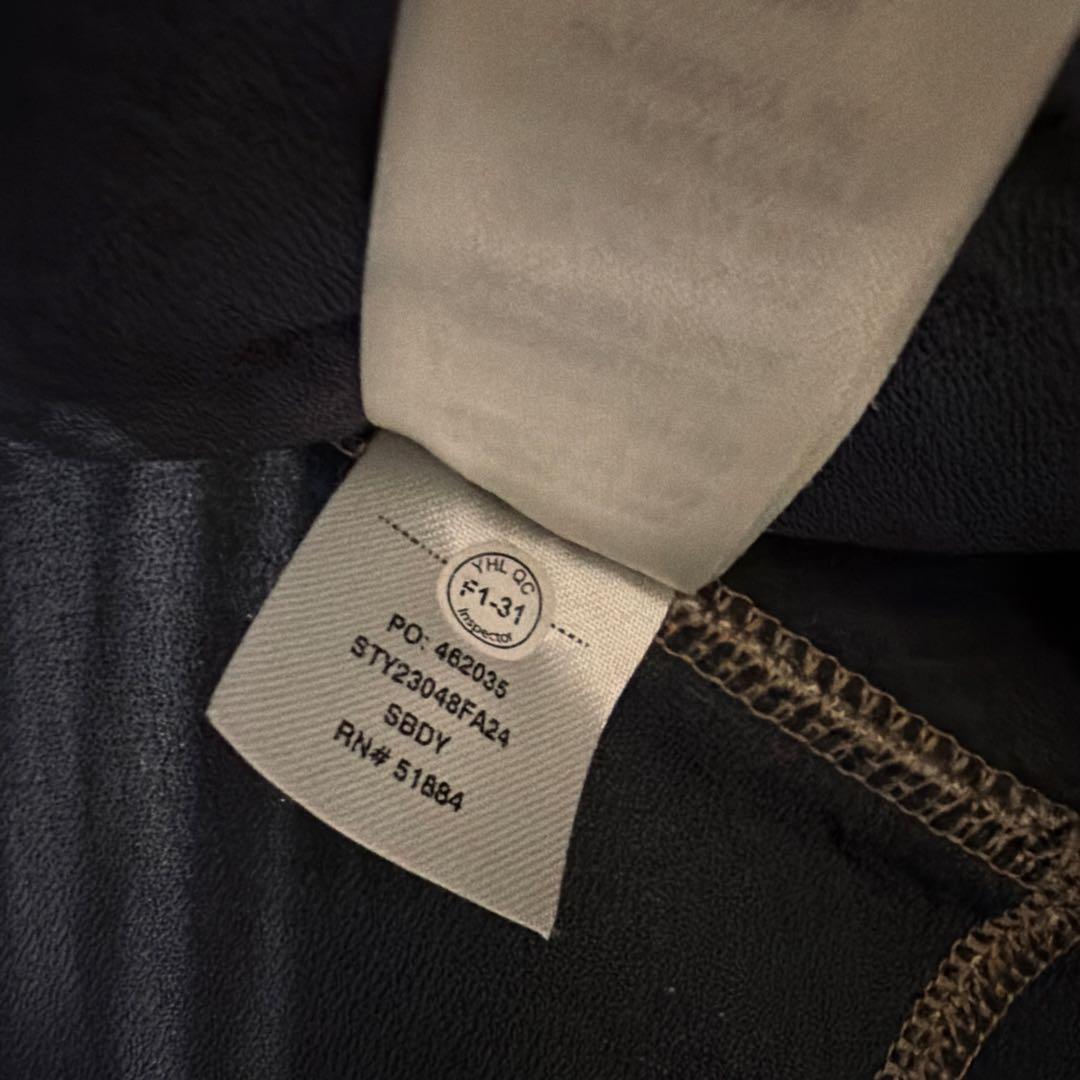 YHL QC
F1-31
Inspector
PO: 462035
STY23048FA24
SBDY
RN# 51884